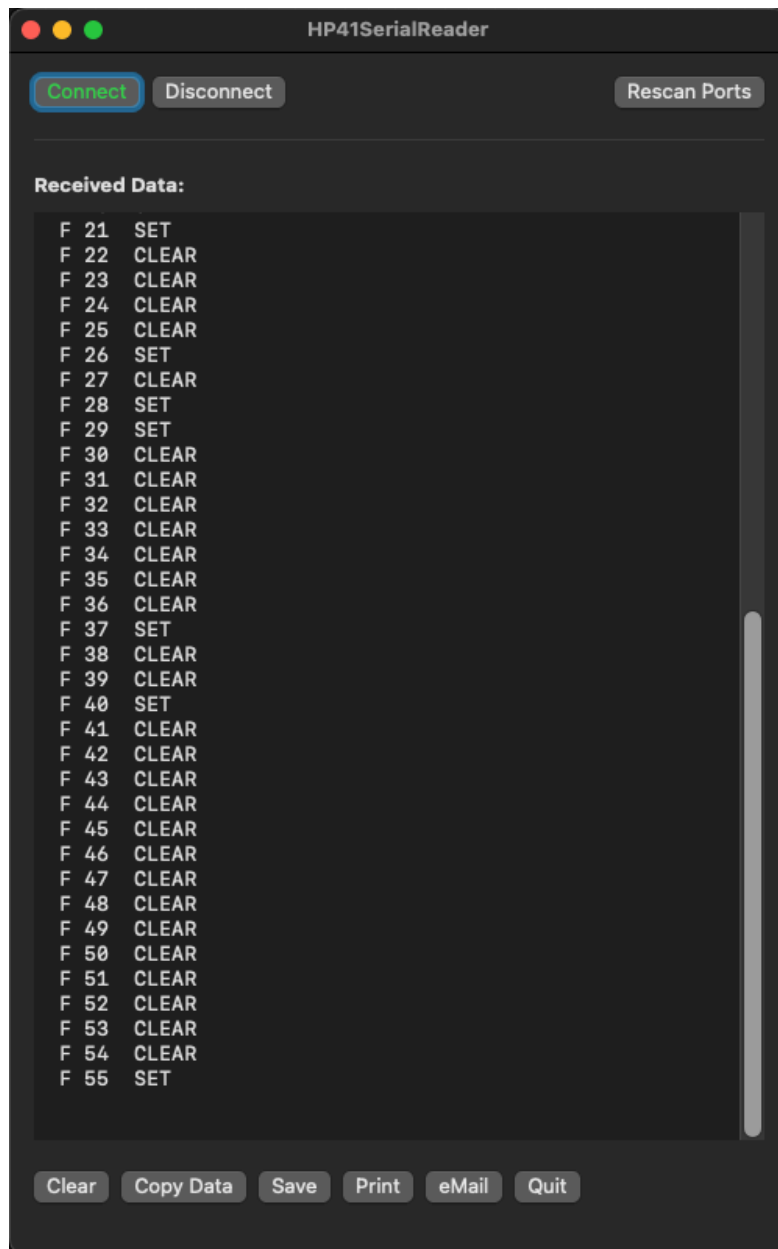 HP41SerialReader
Connect Disconnect Rescan Ports
Received Data:
F 21 SET
F 22 CLEAR
F 23 CLEAR
F 24 CLEAR
F 25 CLEAR
F 26 SET
F 27 CLEAR
F 28 SET
F 29 SET
F 30 CLEAR
F 31 CLEAR
F 32 CLEAR
F 33 CLEAR
F 34 CLEAR
F 35 CLEAR
F 36 CLEAR
F 37 SET
F 38 CLEAR
F 39 CLEAR
F 40 SET
F 41 CLEAR
F 42 CLEAR
F 43 CLEAR
F 44 CLEAR
F 45 CLEAR
F 46 CLEAR
F 47 CLEAR
F 48 CLEAR
F 49 CLEAR
F 50 CLEAR
F 51 CLEAR
F 52 CLEAR
F 53 CLEAR
F 54 CLEAR
F 55 SET
Clear Copy Data Save Print eMail Quit